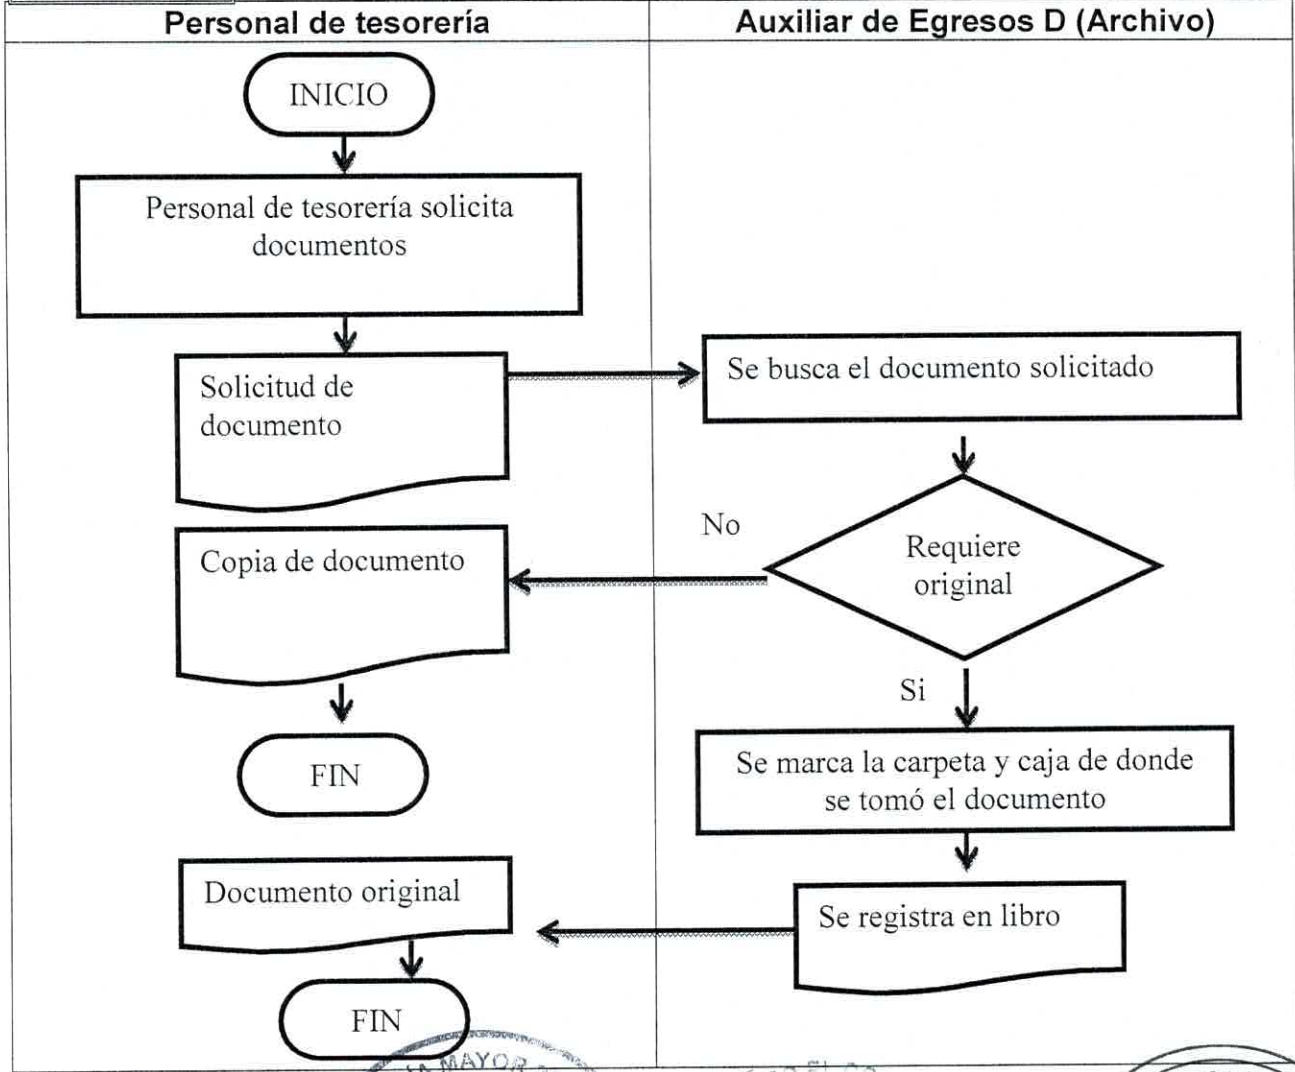 Personal de tesorería
Auxiliar de Egresos D (Archivo)
INICIO
Personal de tesorería solicita
documentos
Solicitud de
documento
Se busca el documento solicitado
No
Requiere
original
Copia de documento
Si
Se marca la carpeta y caja de donde
se tomó el documento
FIN
Documento original
Se registra en libro
FIN
MAYOR